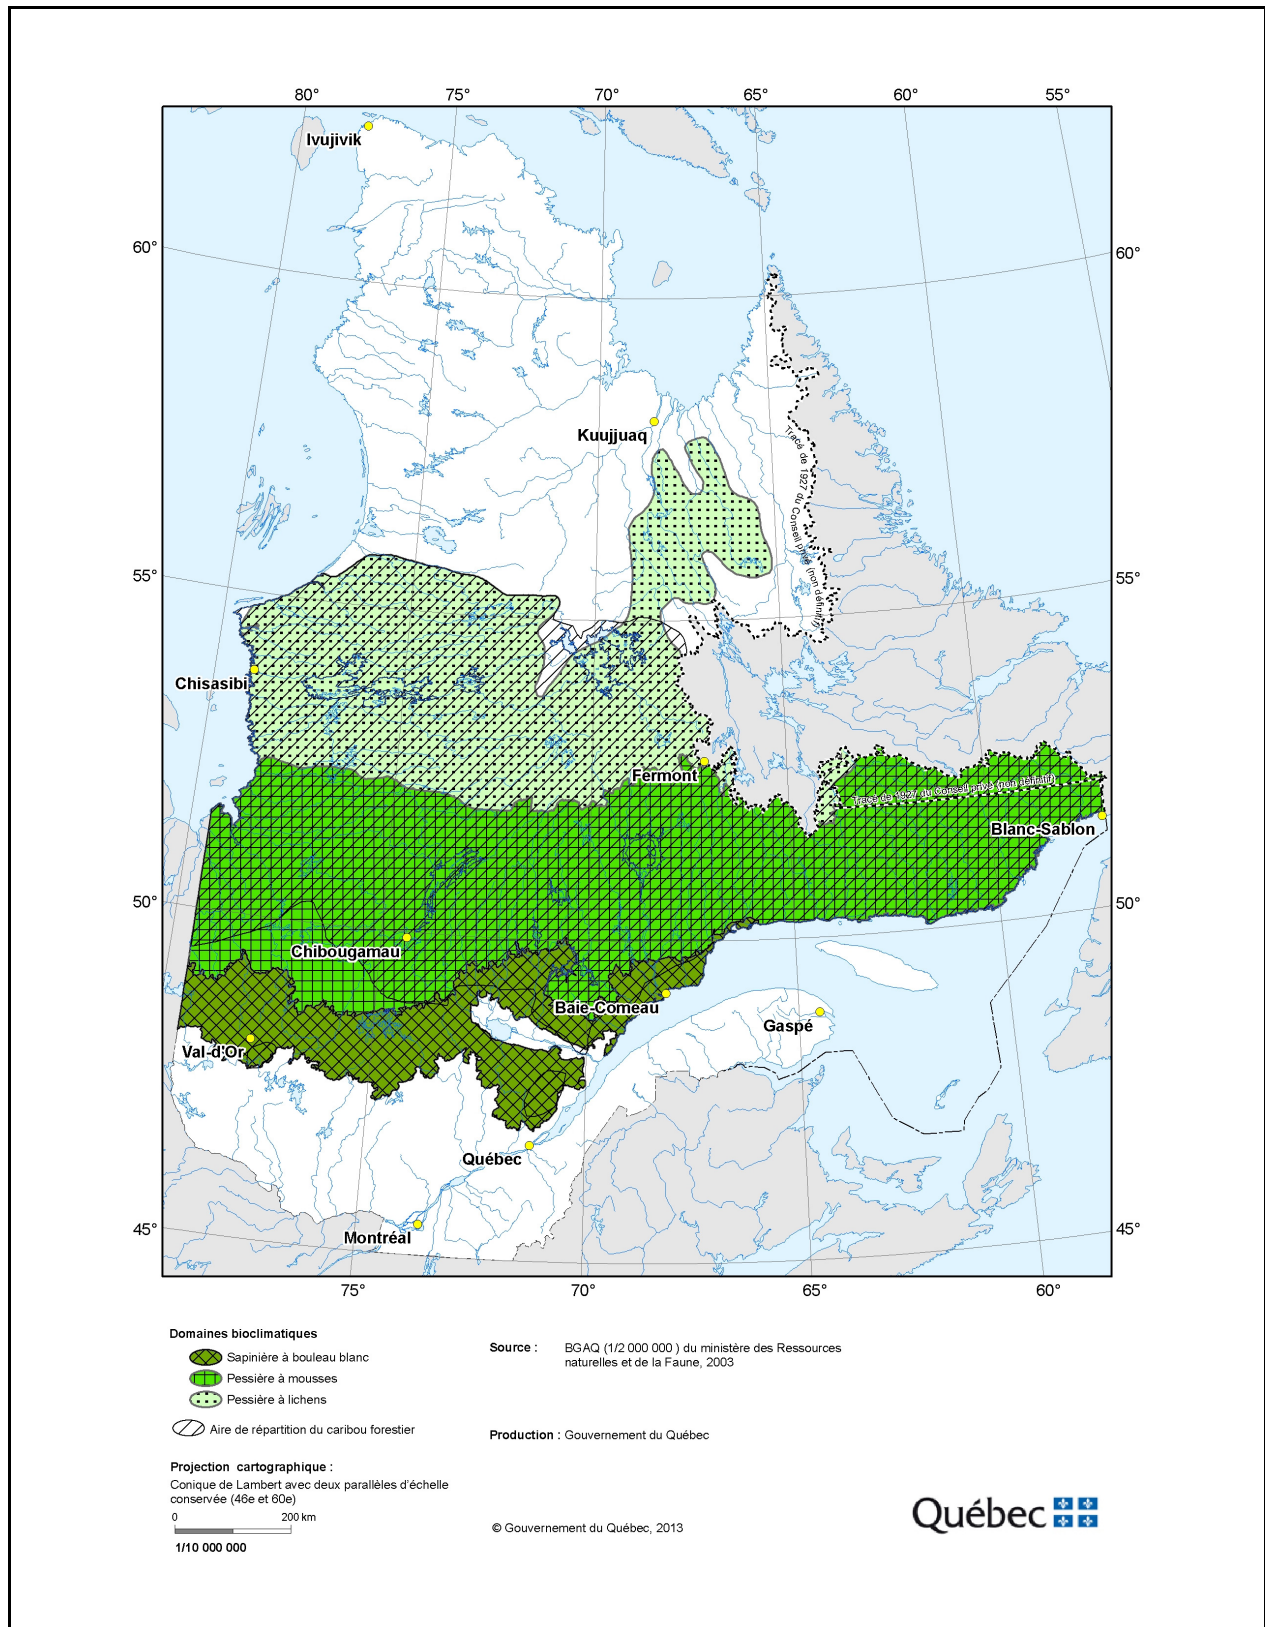 80° 75° 70° 65° 60° 55°
Ivujivik
60° 60°
Kuujjuaq
Tracé de 1927 du Conseil privé (non définitif)
55° 55°
Chisasibi
Fermont
Tracé de 1927 du Conseil privé (non définitif)
Blanc-Sablon
50° 50°
Chibougamau
Baie-Comeau
Gaspé
Val-d'Or
Québec
45° 45°
Montréal
75° 70° 65° 60°
Domaines bioclimatiques
Sapinière à bouleau blanc
Pessière à mousses
Pessière à lichens
Aire de répartition du caribou forestier
Projection cartographique :
Conique de Lambert avec deux parallèles d'échelle
conservée (46e et 60e)
0 200 km
1/10 000 000
Source : BGAQ (1/2 000 000 ) du ministère des Ressources
naturelles et de la Faune, 2003
Production : Gouvernement du Québec
© Gouvernement du Québec, 2013
Québec